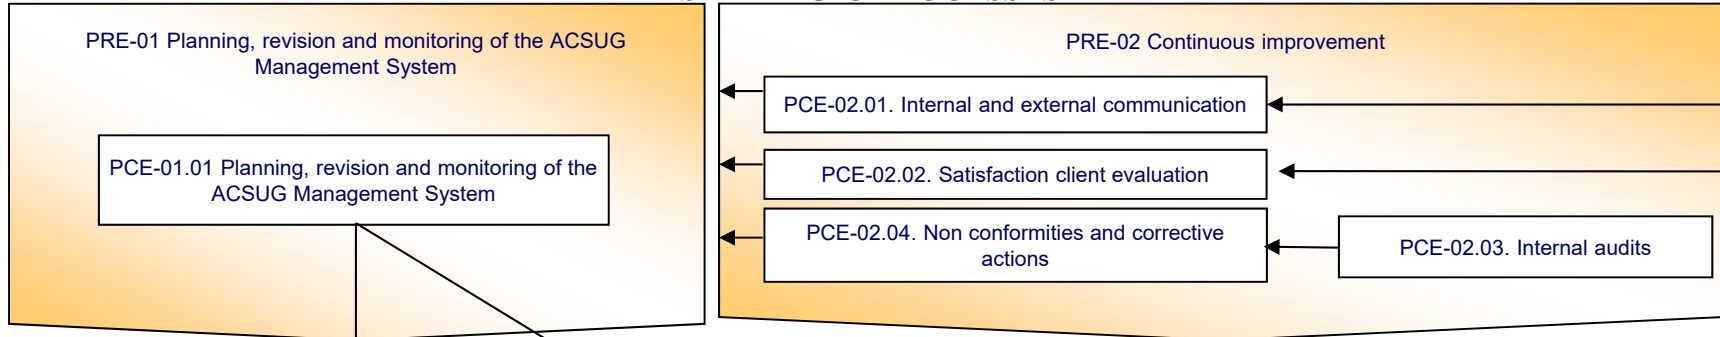 PRE-01 Planning, revision and monitoring of the ACSUG
Management System
PCE-01.01 Planning, revision and monitoring of the
ACSUG Management System
PRE-02 Continuous improvement
PCE-02.01. Internal and external communication
PCE-02.02. Satisfaction client evaluation
PCE-02.04. Non conformities and corrective
actions
PCE-02.03. Internal audits